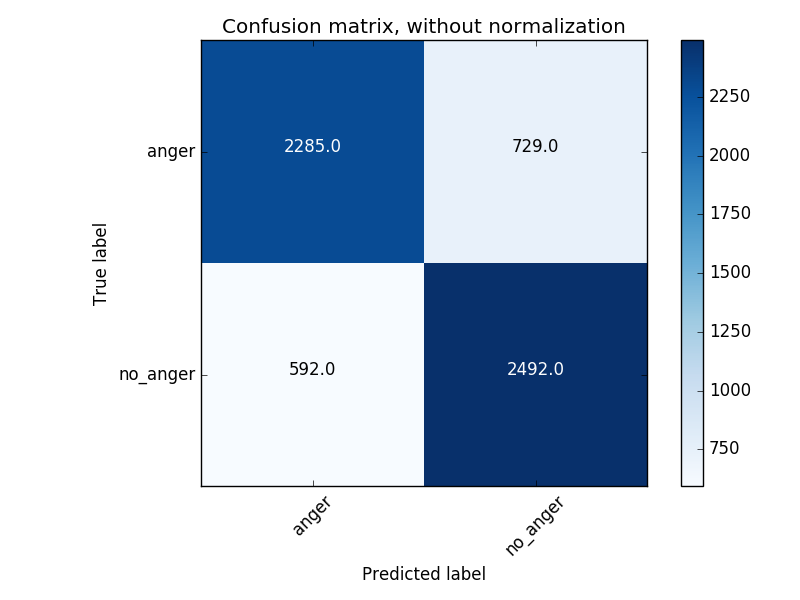 Confusion matrix, without normalization
anger
2285.0
729.0
no_anger
592.0
2492.0
True label
anger
no_anger
Predicted label
2250
2000
1750
1500
1250
1000
750